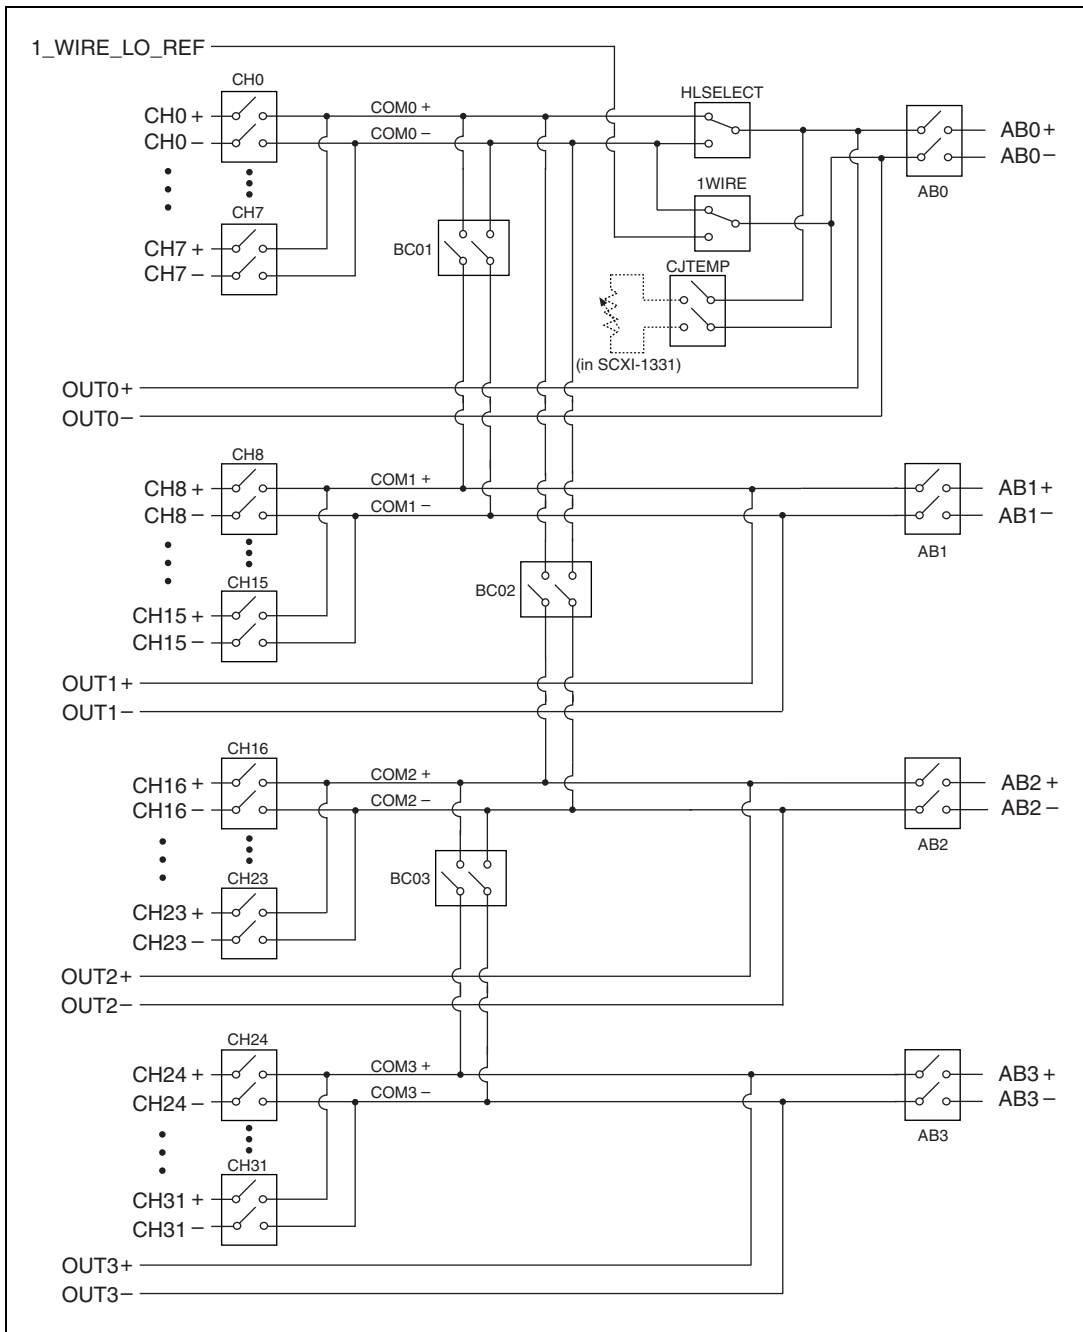 1_WIRE_LO_REF
CH0
CH0+
CH0−
COM0 +
COM0 −
HLSELECT
AB0+
AB0−
AB0
1WIRE
CH7
CH7+
CH7−
BC01
CJTEMP
(in SCXI-1331)
OUT0+
OUT0−
CH8
CH8+
CH8−
COM1 +
COM1 −
AB1+
AB1−
AB1
CH15
CH15+
CH15−
BC02
OUT1+
OUT1−
CH16
CH16+
CH16−
COM2 +
COM2 −
AB2+
AB2−
AB2
CH23
CH23+
CH23−
BC03
OUT2+
OUT2−
CH24
CH24+
CH24−
COM3 +
COM3 −
AB3+
AB3−
AB3
CH31
CH31+
CH31−
OUT3+
OUT3−